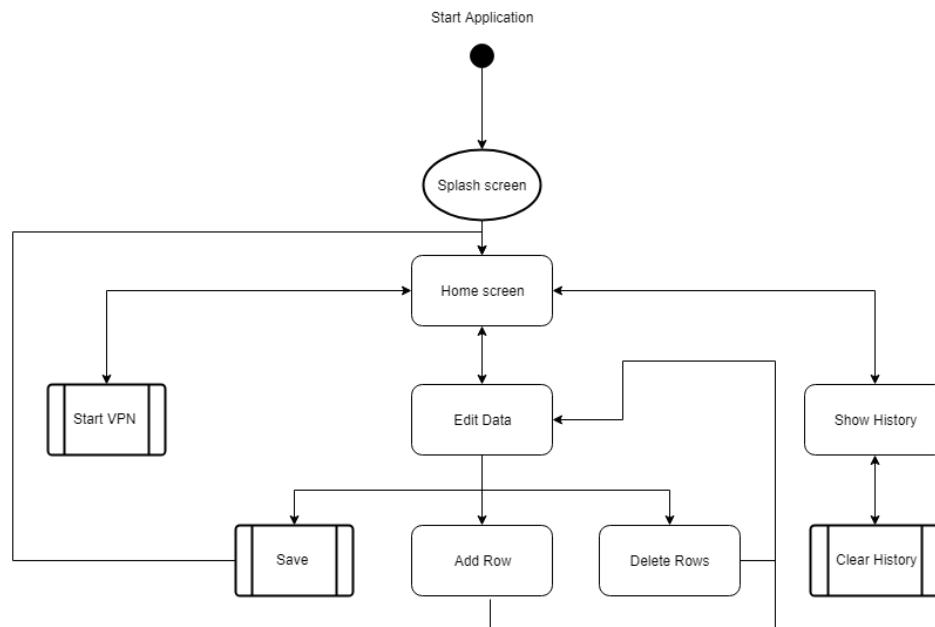 Start Application
Splash screen
Home screen
Start VPN
Edit Data
Show History
Save
Add Row
Delete Rows
Clear History